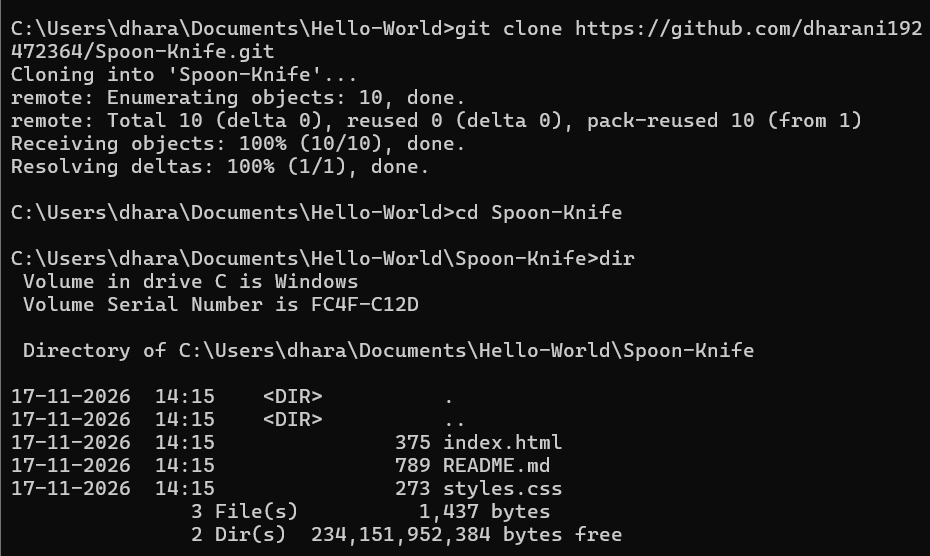 C:\Users\dhara\Documents\Hello-World>git clone https://github.com/dharani192
472364/Spoon-Knife.git
Cloning into 'Spoon-Knife'...
remote: Enumerating objects: 10, done.
remote: Total 10 (delta 0), reused 0 (delta 0), pack-reused 10 (from 1)
Receiving objects: 100% (10/10), done.
Resolving deltas: 100% (1/1), done.

C:\Users\dhara\Documents\Hello-World>cd Spoon-Knife

C:\Users\dhara\Documents\Hello-World\Spoon-Knife>dir
 Volume in drive C is Windows
 Volume Serial Number is FC4F-C12D

 Directory of C:\Users\dhara\Documents\Hello-World\Spoon-Knife

17-11-2026  14:15    <DIR>          .
17-11-2026  14:15    <DIR>          ..
17-11-2026  14:15               375 index.html
17-11-2026  14:15               789 README.md
17-11-2026  14:15               273 styles.css
               3 File(s)          1,437 bytes
               2 Dir(s)  234,151,952,384 bytes free